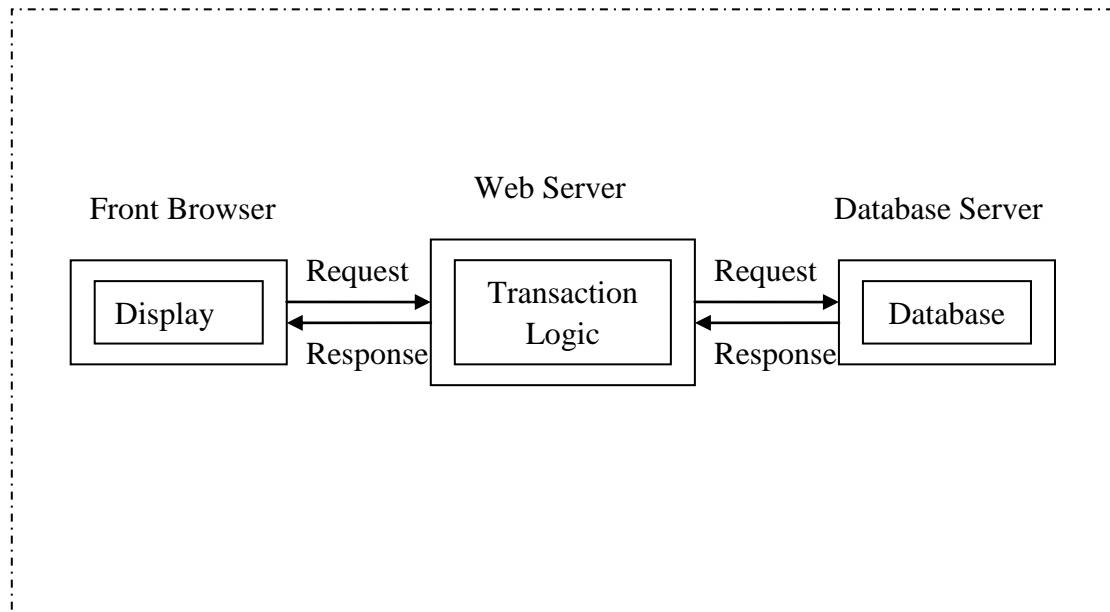 Web Server
Front Browser
Database Server
Request
Request
Display
Transaction
Logic
Database
Response
Response